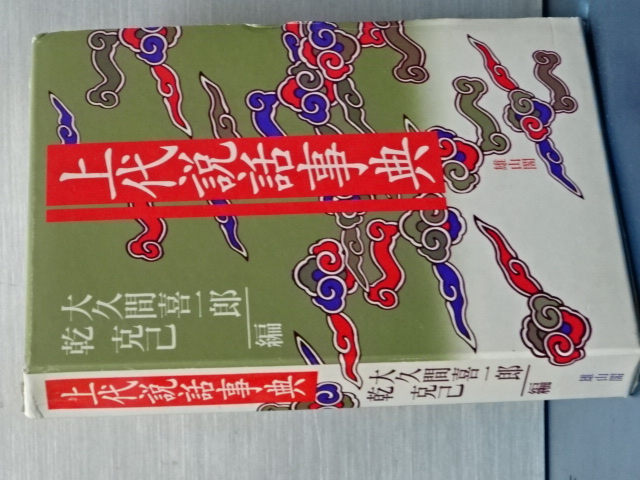 上代説話事典
大久間喜一郎
乾克己
編
雄山閣
上代説話事典
大久間喜一郎
乾克己
編
雄山閣